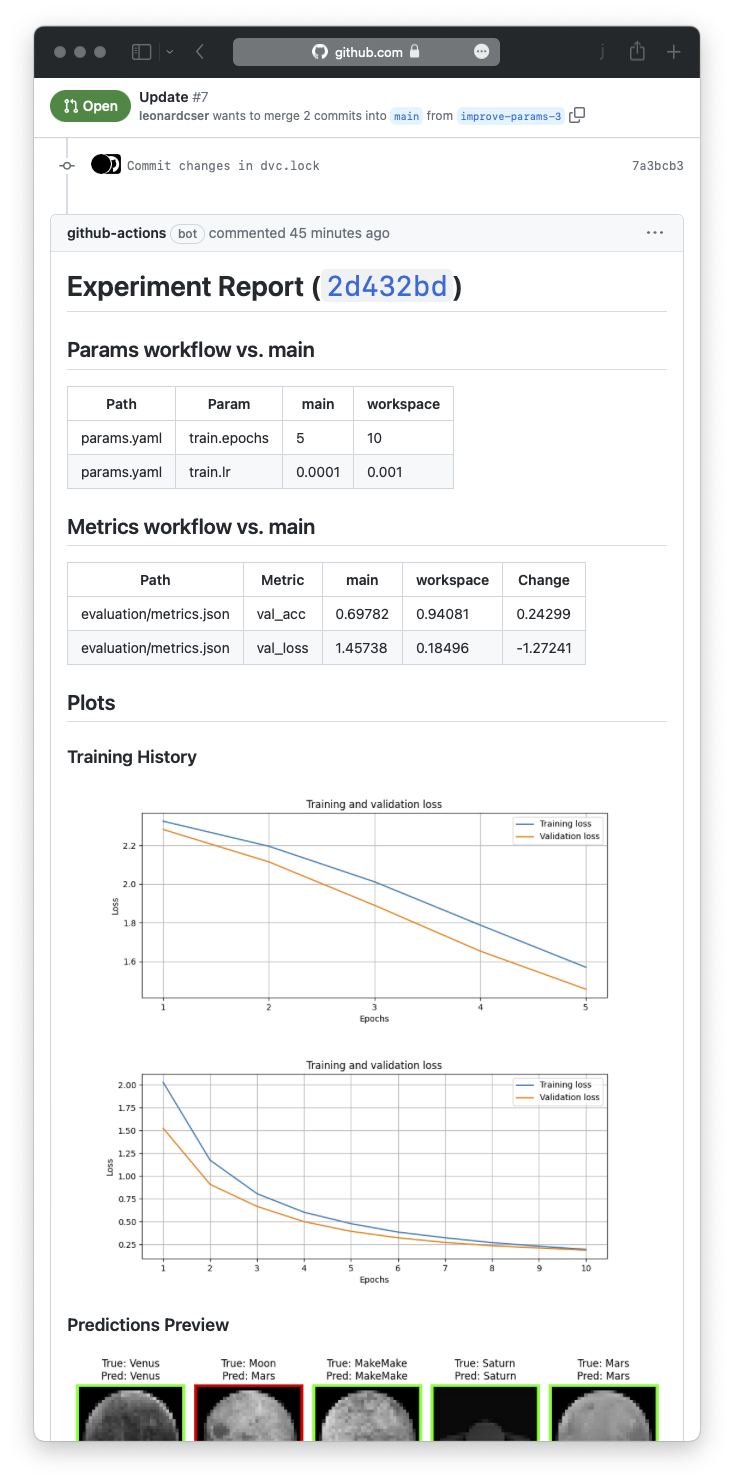 github.com
Open
Update #7
leonardcser wants to merge 2 commits into main from improve-params-3
Commit changes in dvc.lock 7a3bcb3
github-actions bot commented 45 minutes ago
Experiment Report (2d432bd)
Params workflow vs. main
Path Param main workspace
params.yaml train.epochs 5 10
params.yaml train.lr 0.0001 0.001
Metrics workflow vs. main
Path Metric main workspace Change
evaluation/metrics.json val_acc 0.69782 0.94081 0.24299
evaluation/metrics.json val_loss 1.45738 0.18496 -1.27241
Plots
Training History
Training and validation loss
Training loss
Validation loss
2.2
2.0
1.8
1.6
Loss
1 2 3 4 5
Epochs
Training and validation loss
Training loss
Validation loss
2.00
1.75
1.50
1.25
1.00
0.75
0.50
0.25
Loss
1 2 3 4 5 6 7 8 9 10
Epochs
Predictions Preview
True: Venus True: Moon True: MakeMake True: Saturn True: Mars
Pred: Venus Pred: Mars Pred: MakeMake Pred: Saturn Pred: Mars